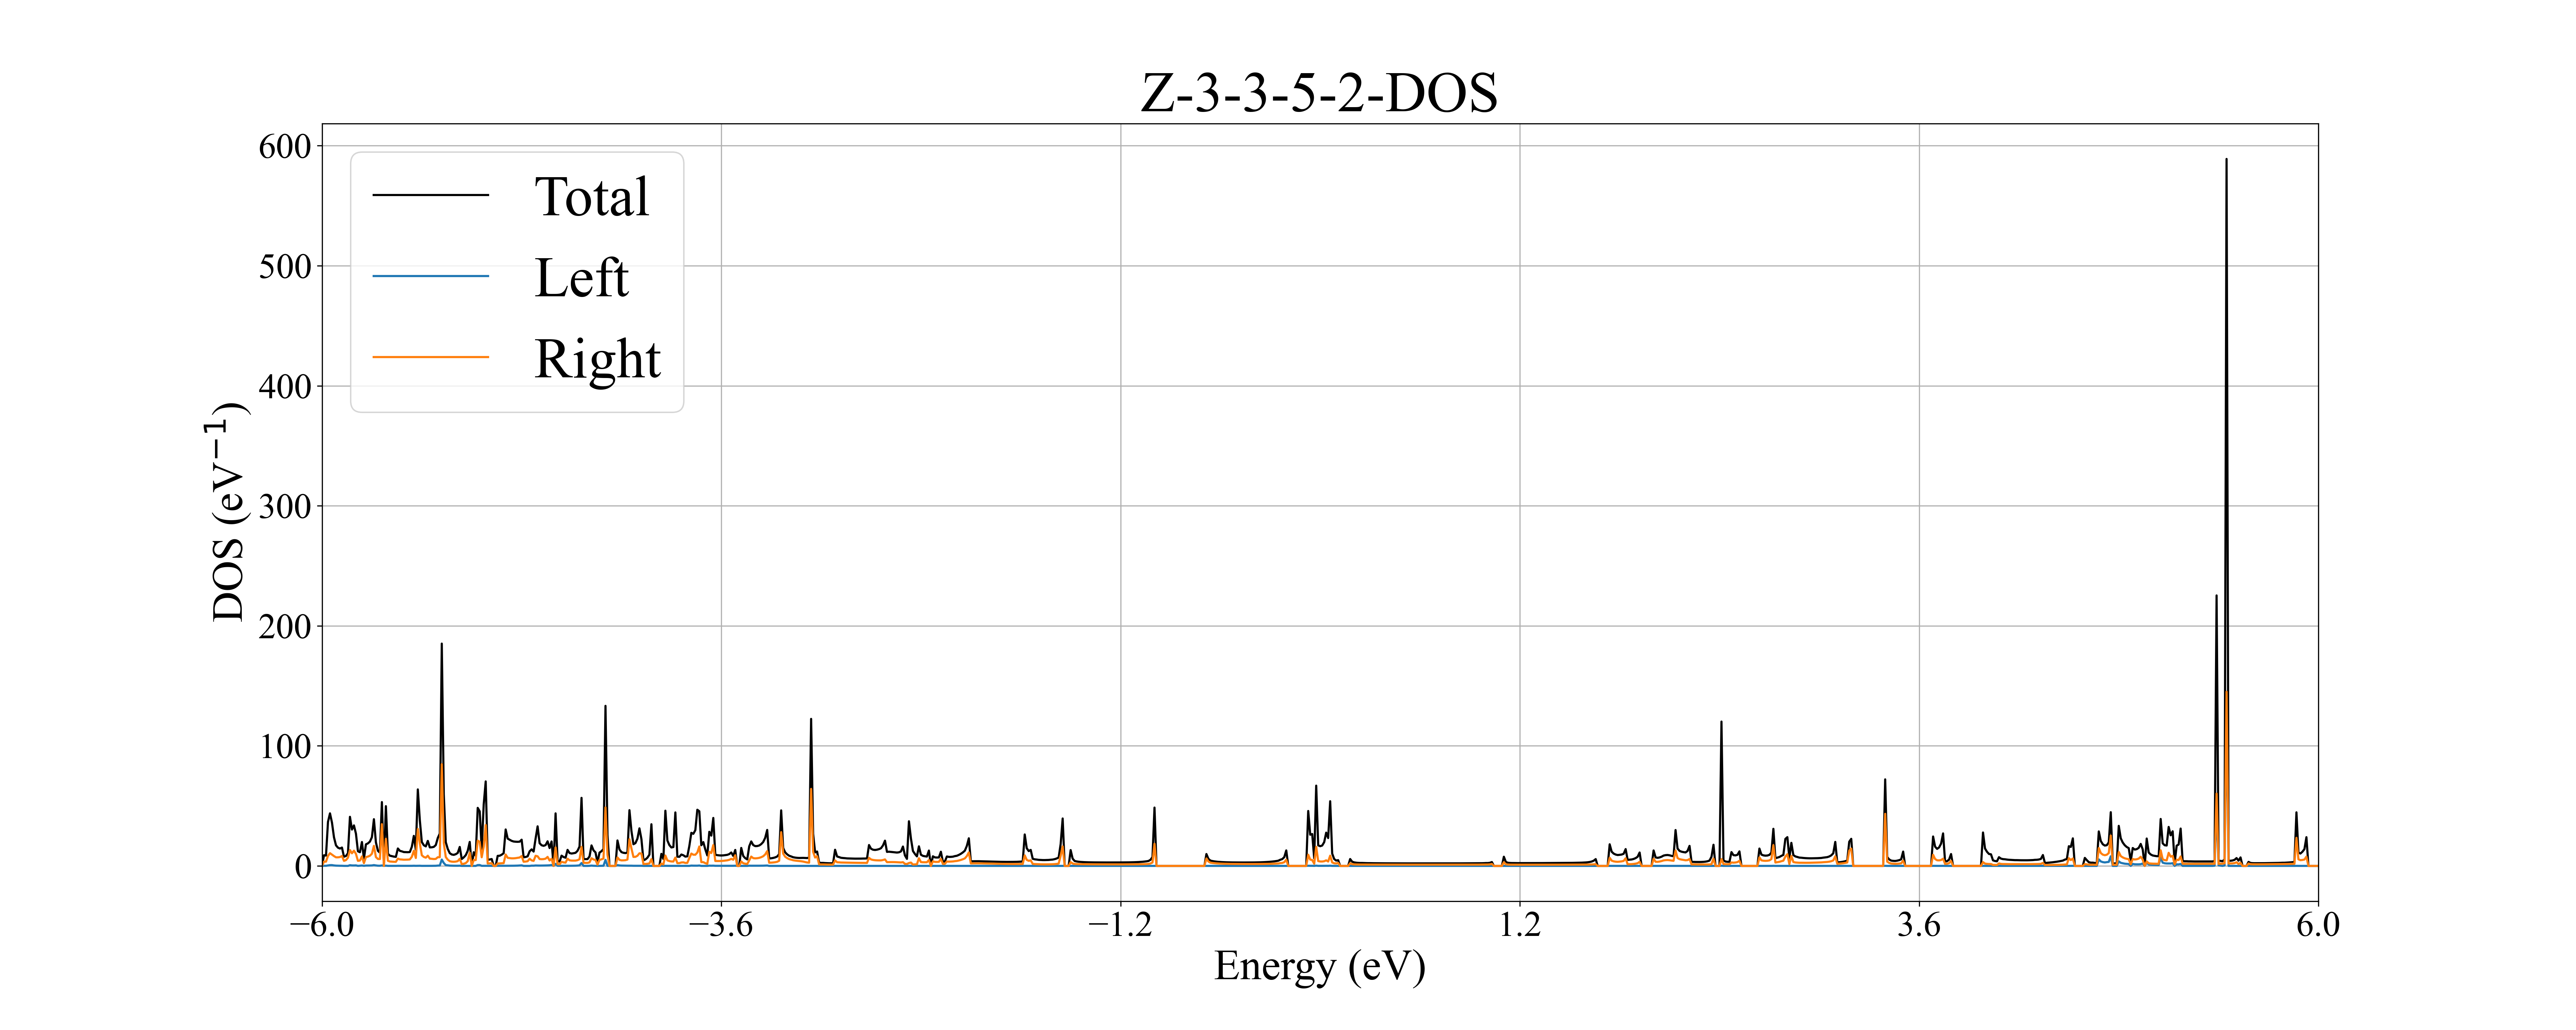 Z-3-3-5-2-DOS
600
500
400
300
200
100
0
DOS (eV⁻¹)
Total
Left
Right
−6.0 −3.6 −1.2 1.2 3.6 6.0
Energy (eV)